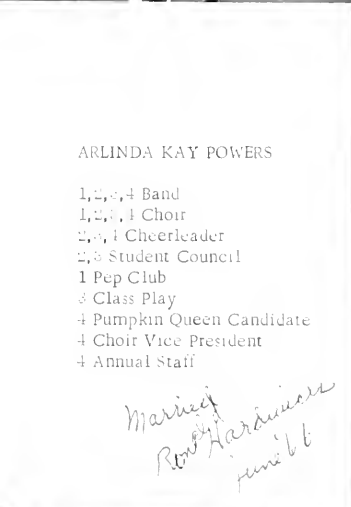 ARLINDA KAY POWERS
1,2,3,4 Band
1,2,3,4 Choir
2,3,4 Cheerleader
2,3 Student Council
1 Pep Club
3 Class Play
4 Pumpkin Queen Candidate
4 Choir Vice President
4 Annual Staff
Married
june 66